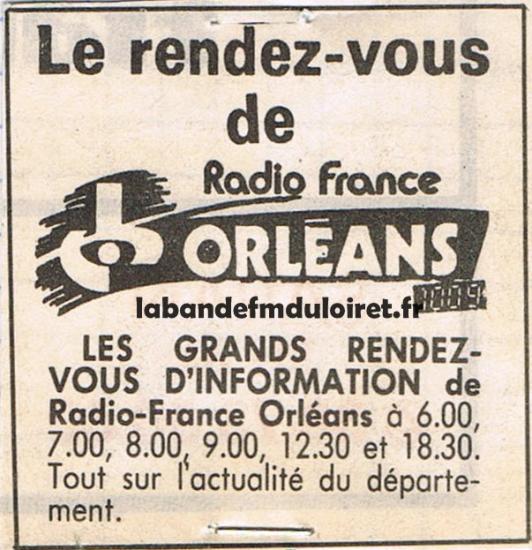 Le rendez-vous
de
Radio france
ORLÉANS
labandefmduloiret.fr
LES GRANDS RENDEZ-
VOUS D'INFORMATION de
Radio-France Orléans à 6.00,
7.00, 8.00, 9.00, 12.30 et 18.30.
Tout sur l'actualité du départe-
ment.